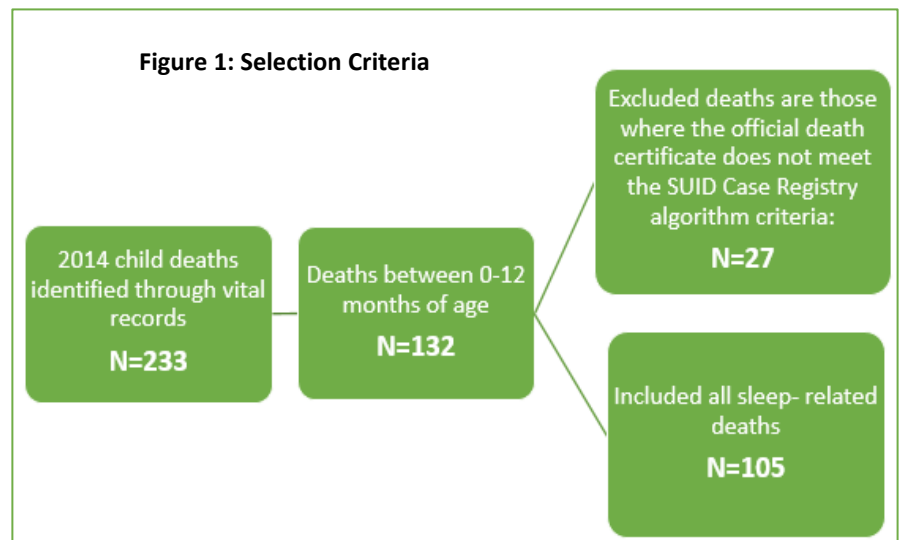 Figure 1: Selection Criteria
2014 child deaths
identified through vital
records
N=233
Deaths between 0-12
months of age
N=132
Excluded deaths are those
where the official death
certificate does not meet
the SUID Case Registry
algorithm criteria:
N=27
Included all sleep- related
deaths
N=105